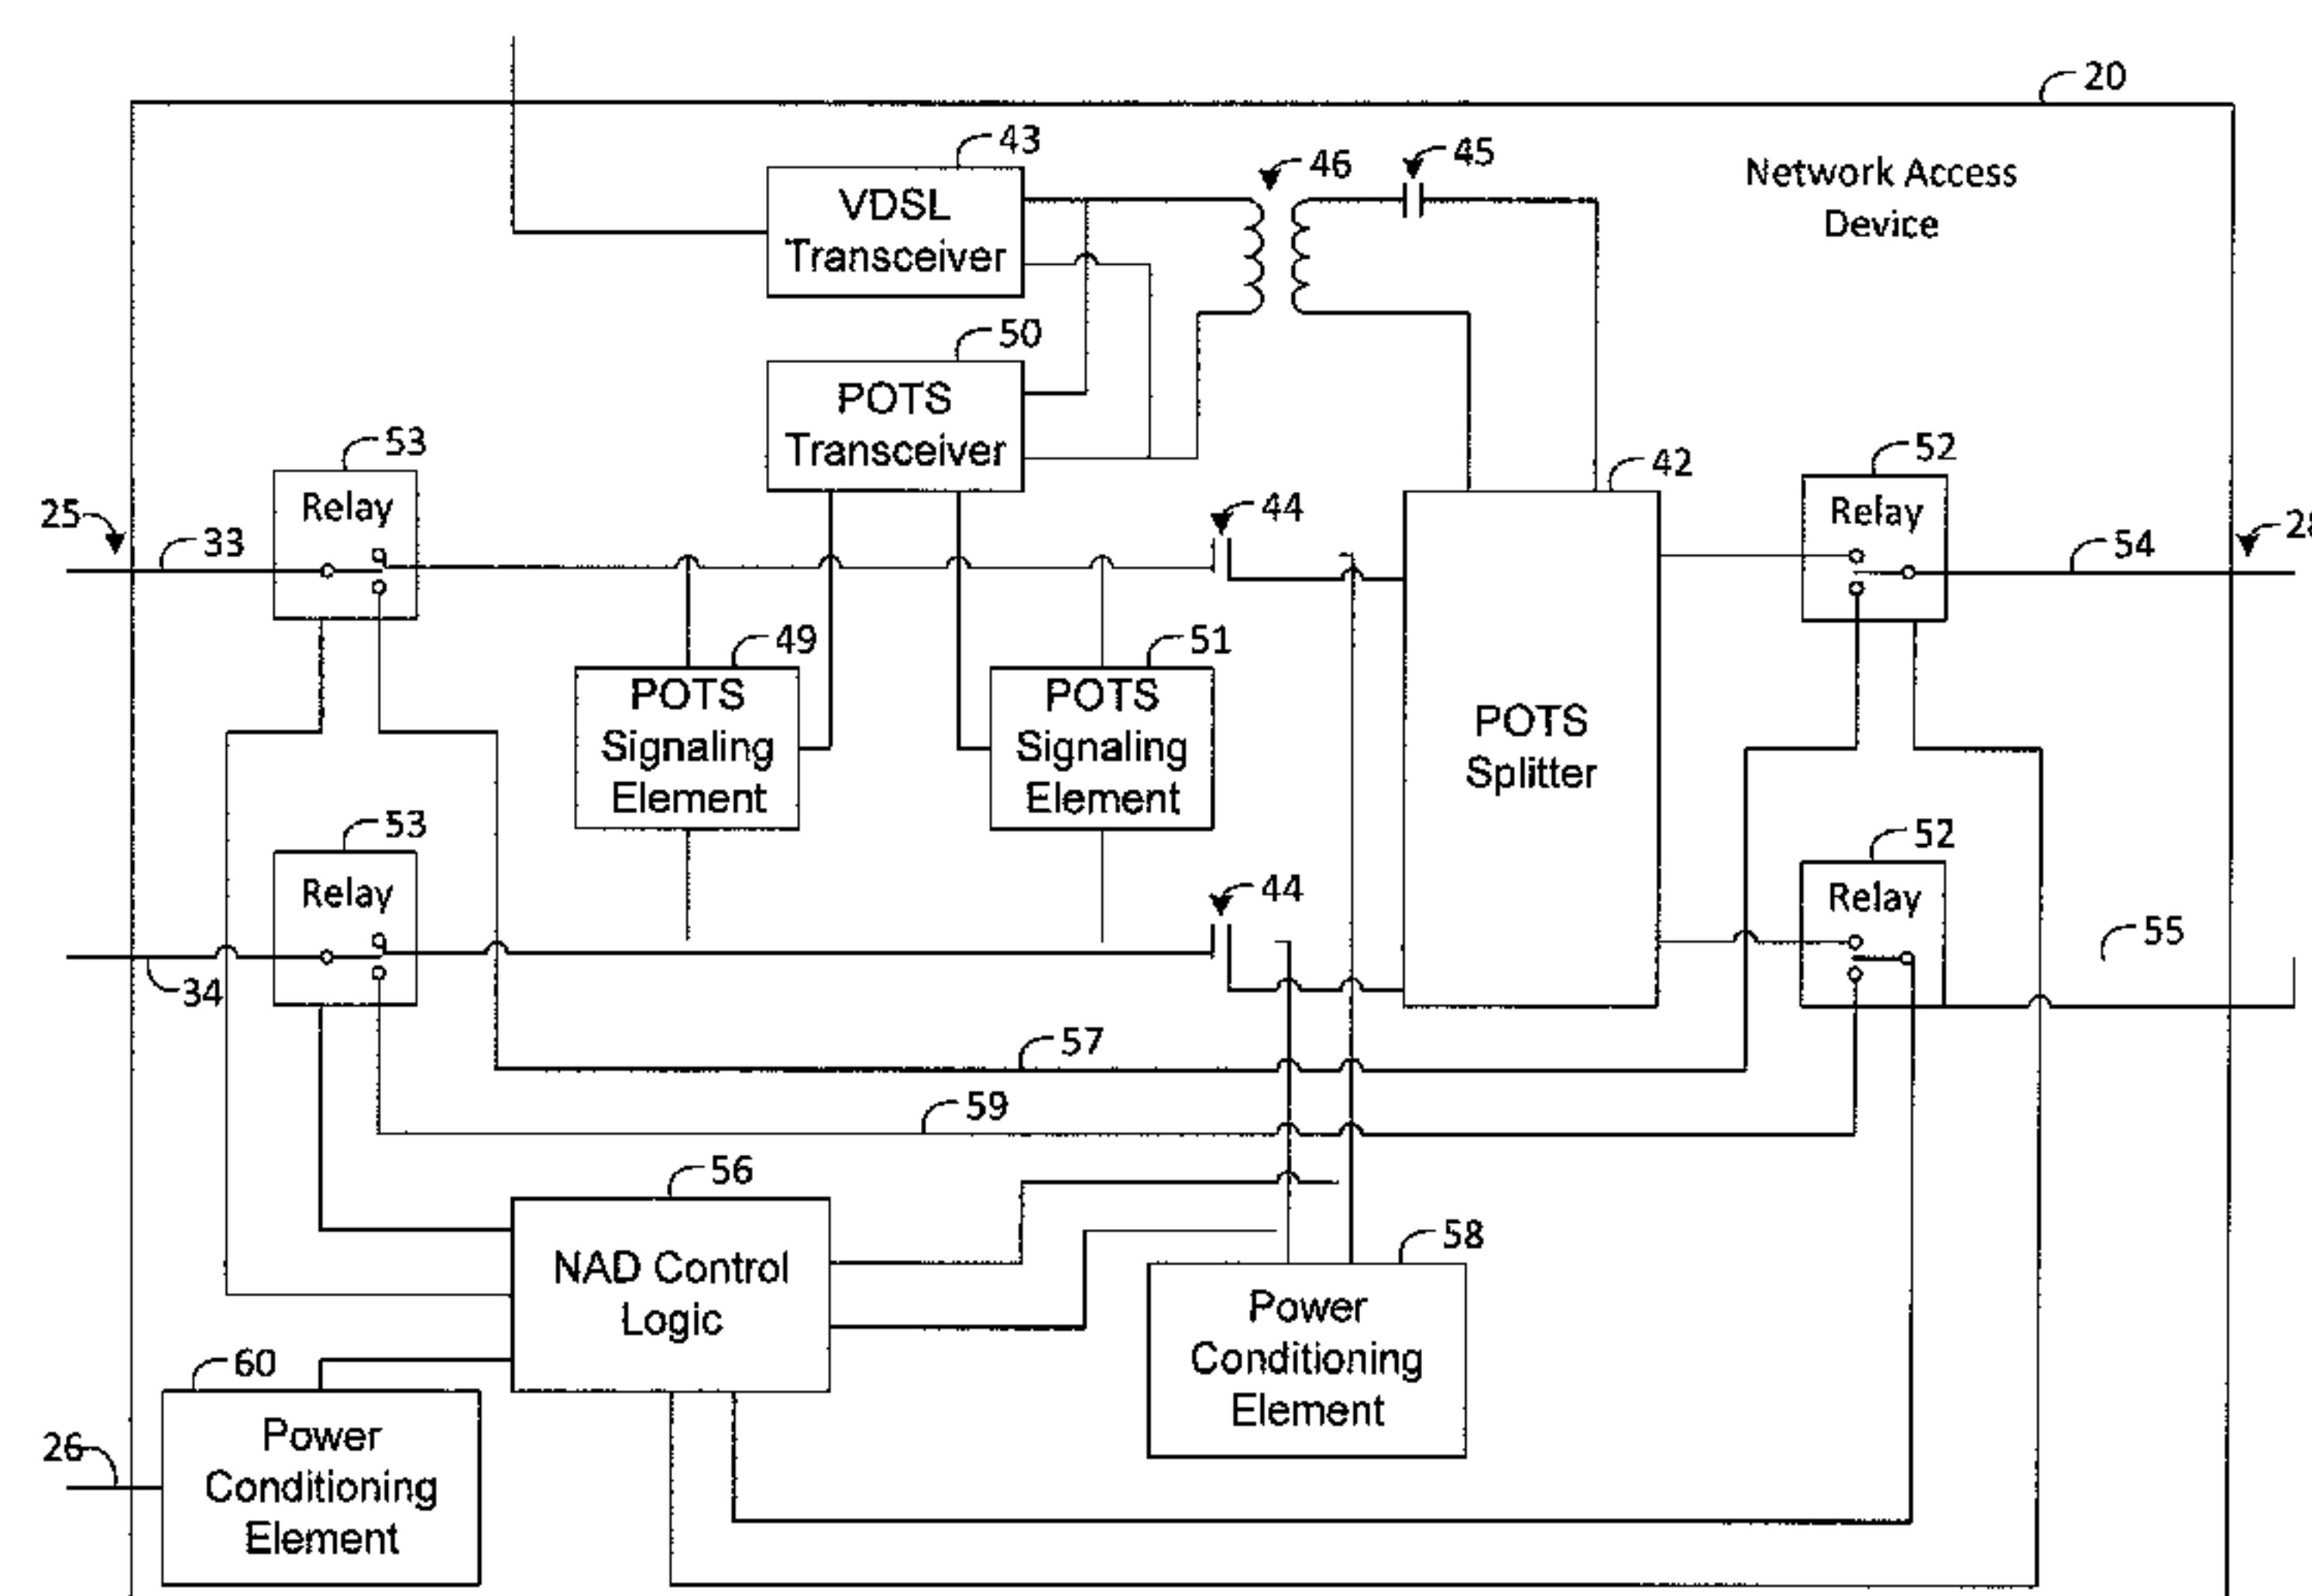 20
43
46
45
Network Access
Device
VDSL
Transceiver
50
POTS
Transceiver
53
Relay
25
33
44
42
52
Relay
54
49
POTS
Signaling
Element
51
POTS
Signaling
Element
POTS
Splitter
53
Relay
34
44
52
Relay
55
57
59
56
NAD Control
Logic
58
Power
Conditioning
Element
60
Power
Conditioning
Element
26